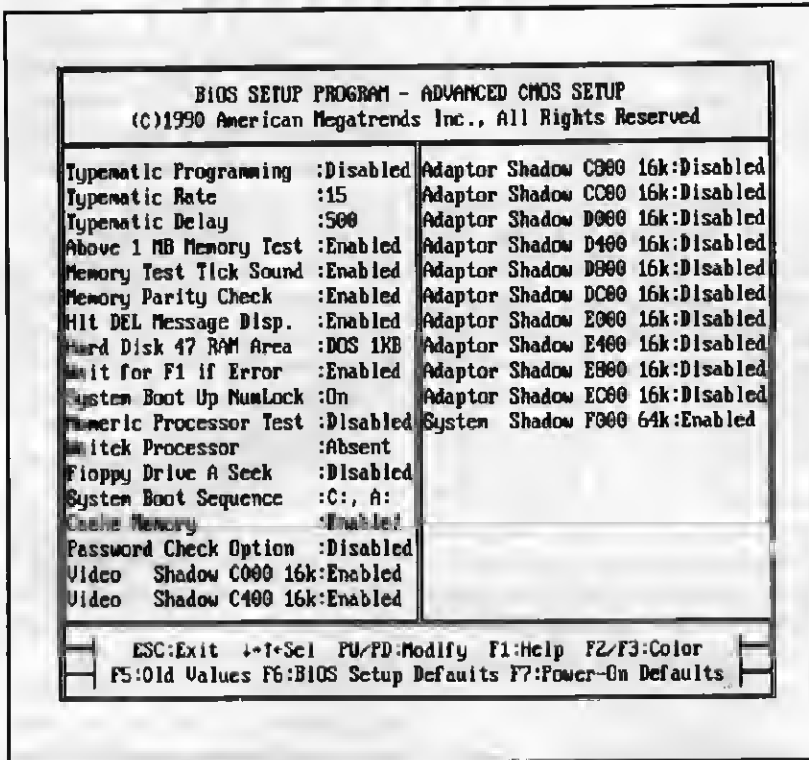 BIOS SETUP PROGRAM - ADVANCED CMOS SETUP
(C)1990 American Megatrends Inc., All Rights Reserved
Typematic Programming :Disabled
Typematic Rate :15
Typematic Delay :500
Above 1 MB Memory Test :Enabled
Memory Test Tick Sound :Enabled
Memory Parity Check :Enabled
Hit DEL Message Disp. :Enabled
Hard Disk 47 RAM Area :DOS 1KB
Wait for F1 if Error :Enabled
System Boot Up NumLock :On
Numeric Processor Test :Disabled
Weitek Processor :Absent
Floppy Drive A Seek :Disabled
System Boot Sequence :C:, A:
Cache Memory :Enabled
Password Check Option :Disabled
Video Shadow C000 16k:Enabled
Video Shadow C400 16k:Enabled
Adaptor Shadow C800 16k:Disabled
Adaptor Shadow CC00 16k:Disabled
Adaptor Shadow D000 16k:Disabled
Adaptor Shadow D400 16k:Disabled
Adaptor Shadow D800 16k:Disabled
Adaptor Shadow DC00 16k:Disabled
Adaptor Shadow E000 16k:Disabled
Adaptor Shadow E400 16k:Disabled
Adaptor Shadow E800 16k:Disabled
Adaptor Shadow EC00 16k:Disabled
System Shadow F000 64k:Enabled
ESC:Exit ↓→↑←Sel PU/PD:Modify F1:Help F2/F3:Color
F5:Old Values F6:BIOS Setup Defaults F7:Power-On Defaults